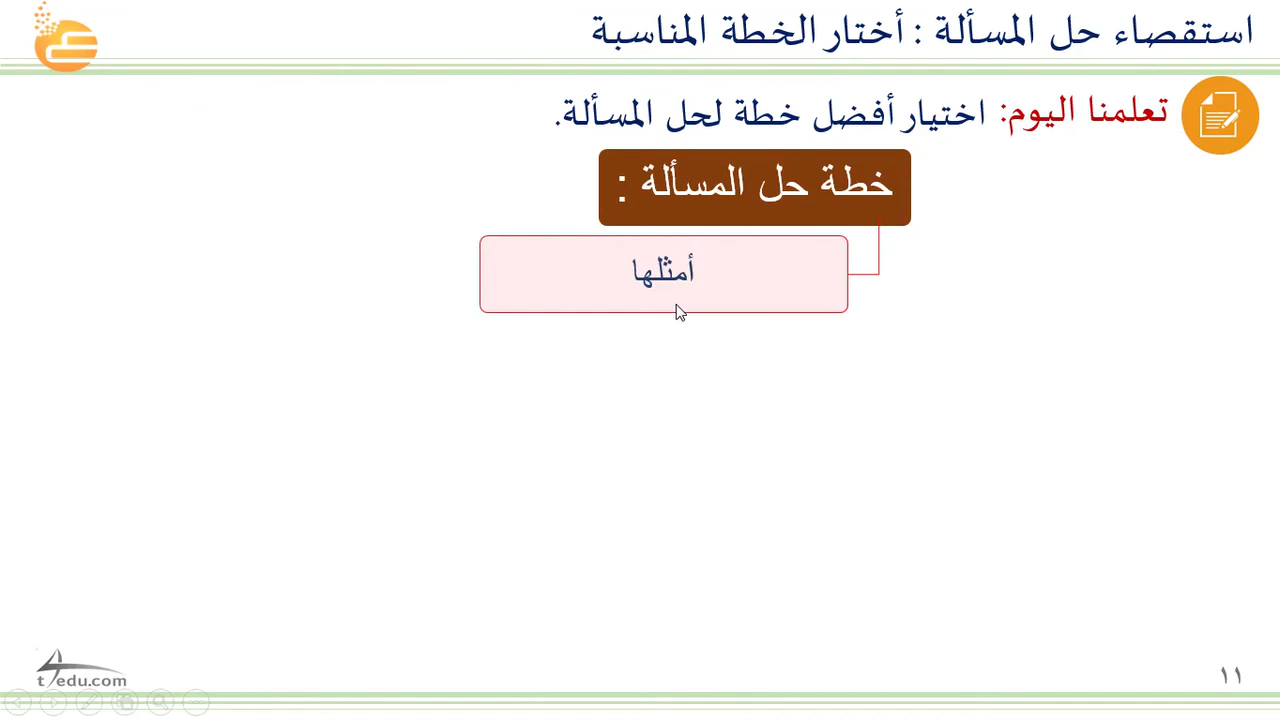 استقصاء حل المسألة : أختار الخطة المناسبة
تعلمنا اليوم: اختيار أفضل خطة لحل المسألة.
خطة حل المسألة :
أمثلها
١١
t4edu.com